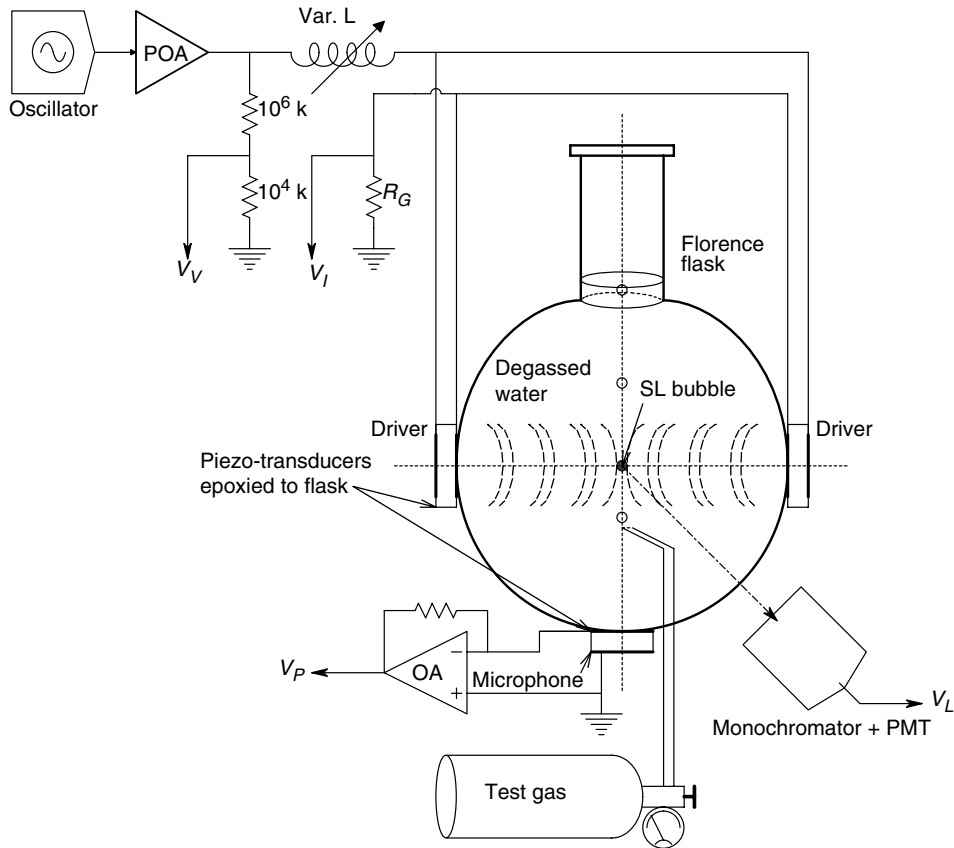 Var. L
POA
Oscillator
10⁶ k
10⁴ k
R_G
V_V
V_I
Florence
flask
Degassed
water
SL bubble
Driver
Driver
Piezo-transducers
epoxied to flask
V_P
OA
−
+
Microphone
V_L
Monochromator + PMT
Test gas